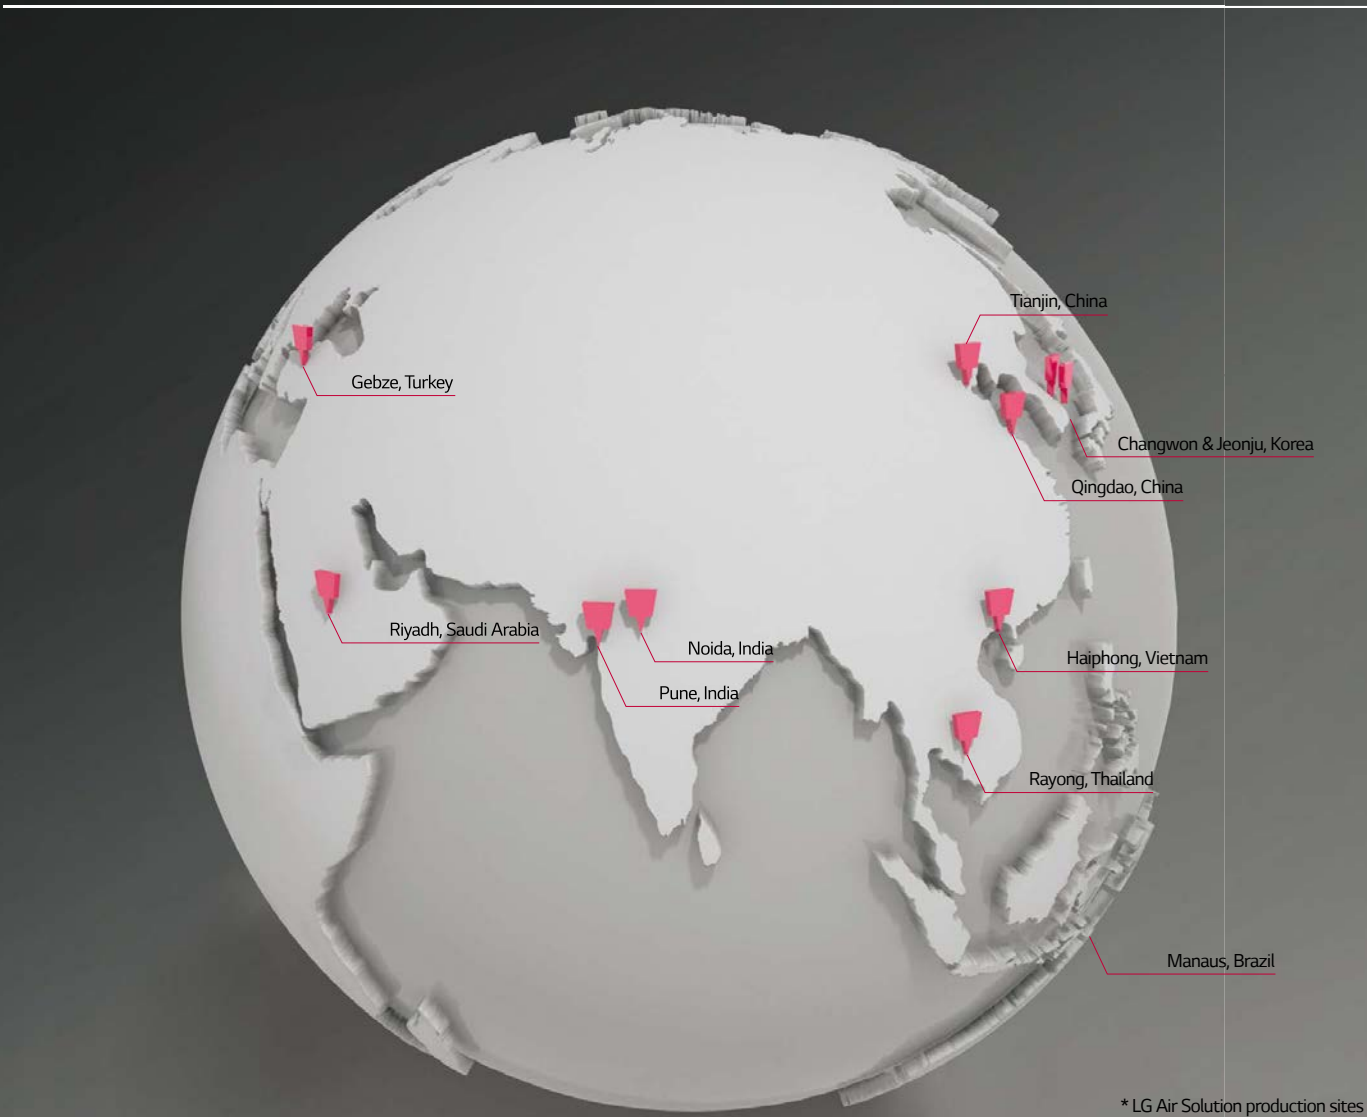 Tianjin, China
Gebze, Turkey
Changwon & Jeonju, Korea
Qingdao, China
Riyadh, Saudi Arabia
Noida, India
Haiphong, Vietnam
Pune, India
Rayong, Thailand
Manaus, Brazil
* LG Air Solution production sites